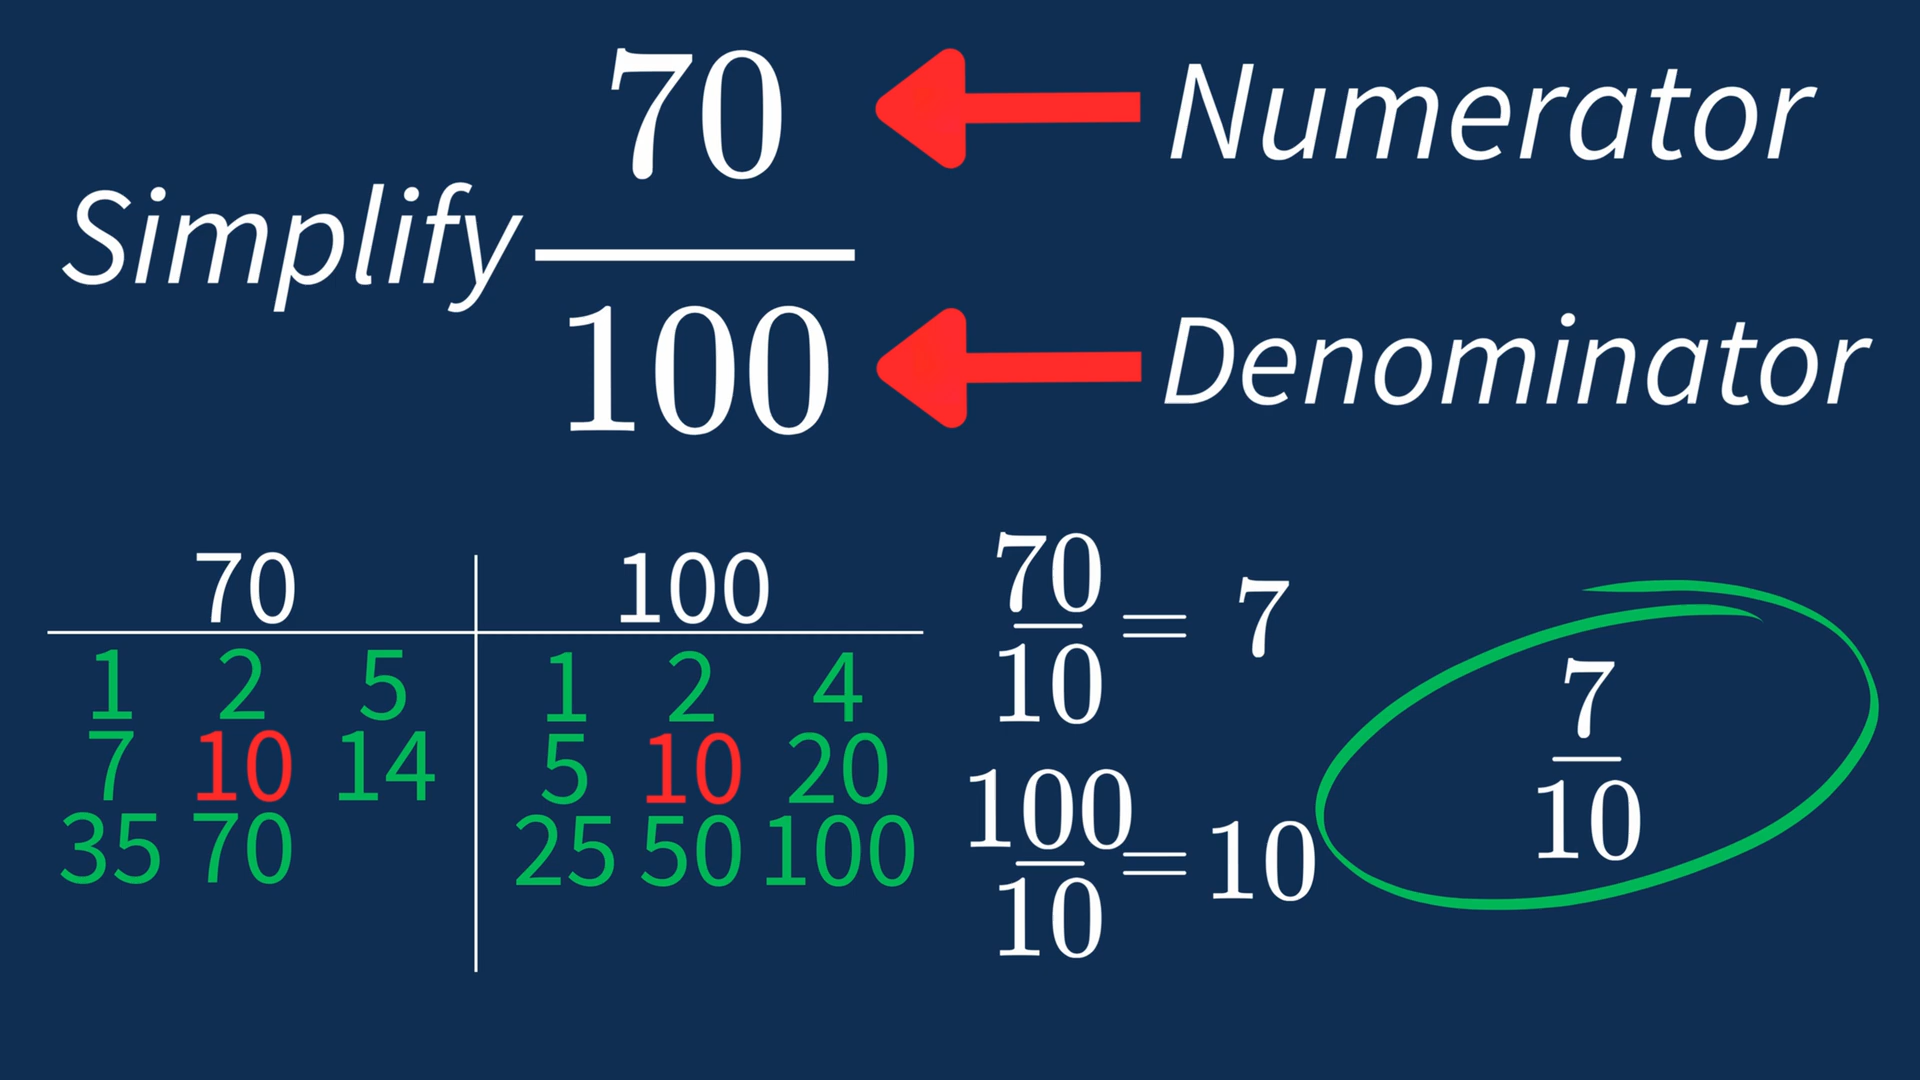 Simplify 70/100
Numerator
Denominator
70 100
1 2 5 1 2 4
7 10 14 5 10 20
35 70 25 50 100
70/10 = 7
100/10 = 10
7/10